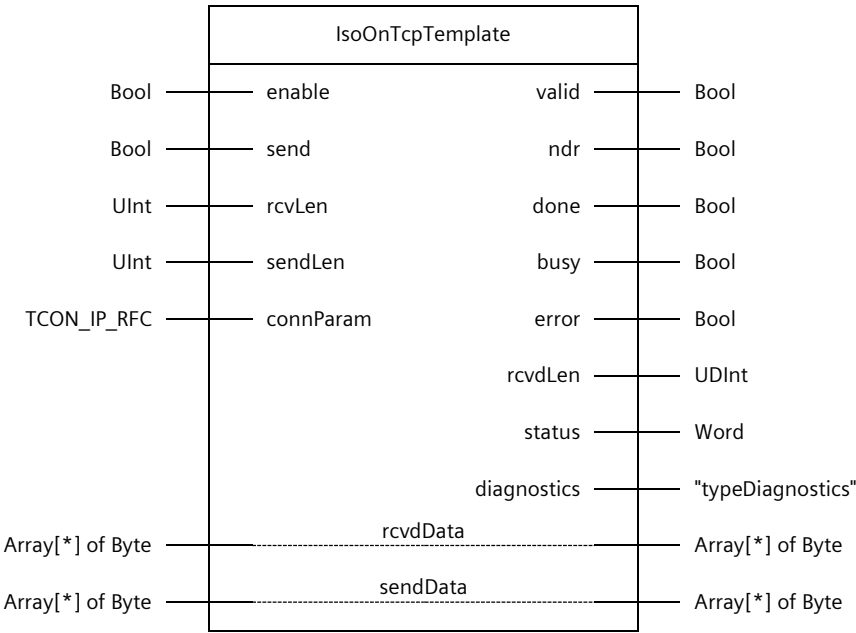 IsoOnTcpTemplate
Bool enable valid Bool
Bool send ndr Bool
UInt rcvLen done Bool
UInt sendLen busy Bool
TCON_IP_RFC connParam error Bool
rcvdLen UDInt
status Word
diagnostics "typeDiagnostics"
Array[*] of Byte rcvdData Array[*] of Byte
Array[*] of Byte sendData Array[*] of Byte